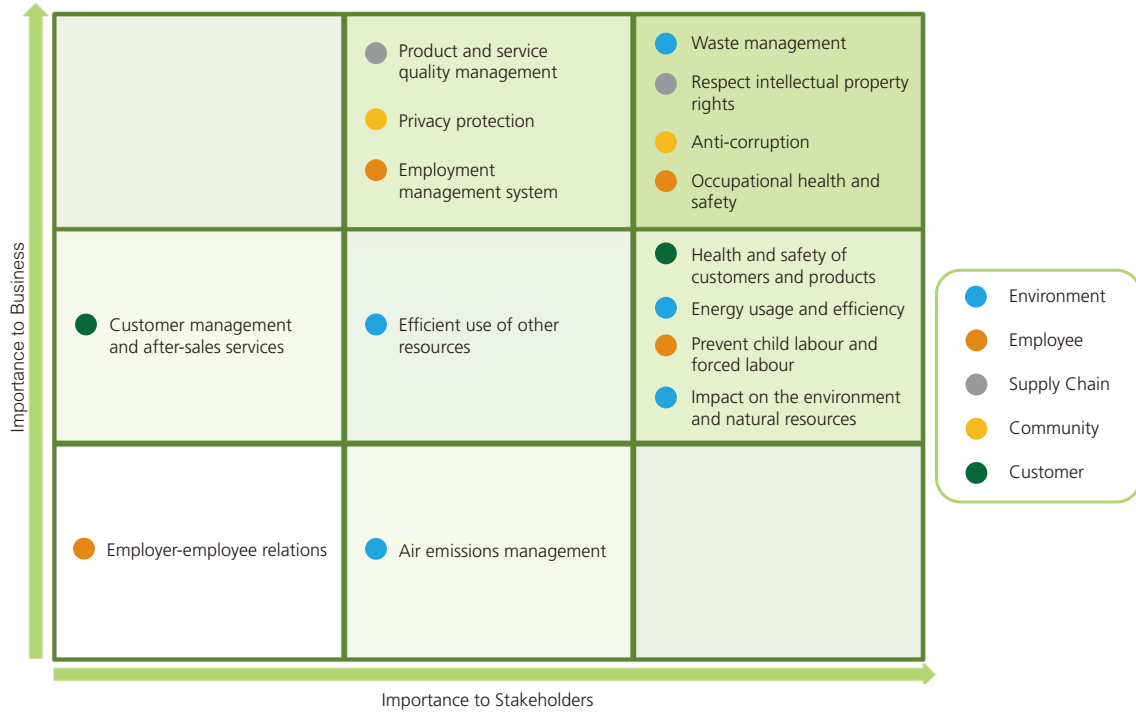 Importance to Business
Product and service
quality management
Privacy protection
Employment
management system
Waste management
Respect intellectual property
rights
Anti-corruption
Occupational health and
safety
Customer management
and after-sales services
Efficient use of other
resources
Health and safety of
customers and products
Energy usage and efficiency
Prevent child labour and
forced labour
Impact on the environment
and natural resources
Employer-employee relations
Air emissions management
Importance to Stakeholders
Environment
Employee
Supply Chain
Community
Customer